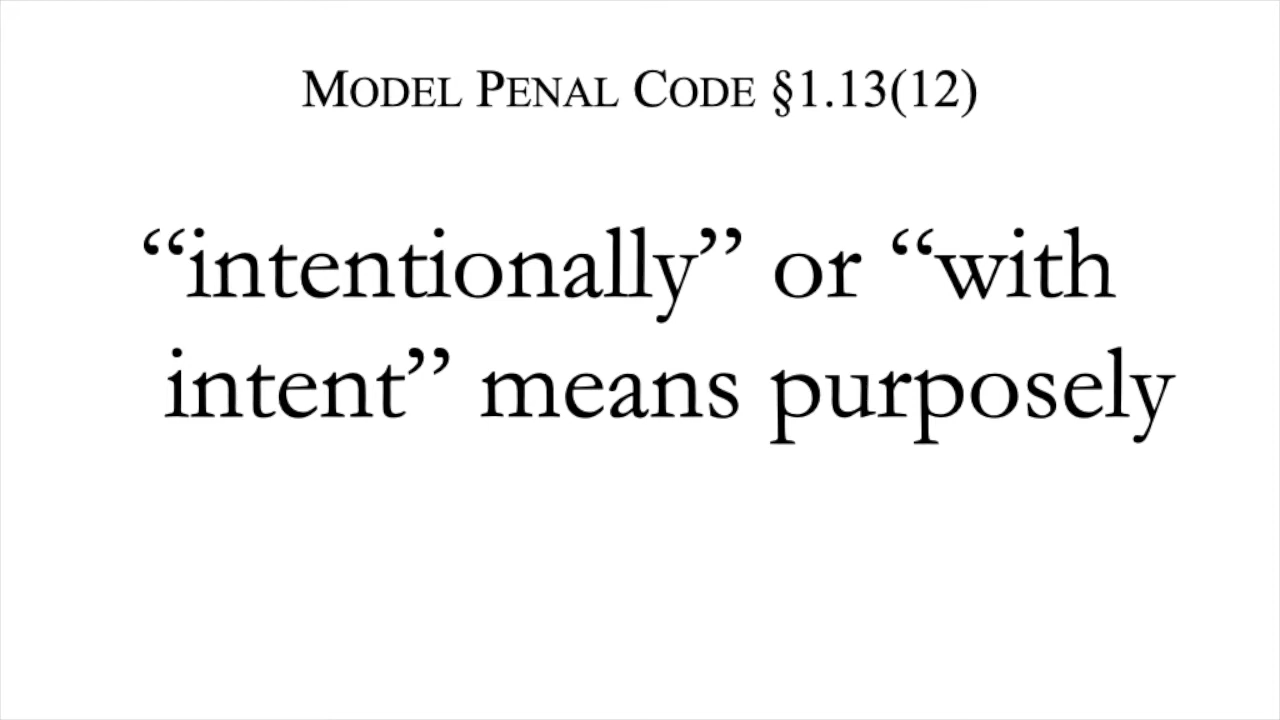 MODEL PENAL CODE §1.13(12)
“intentionally” or “with
intent” means purposely